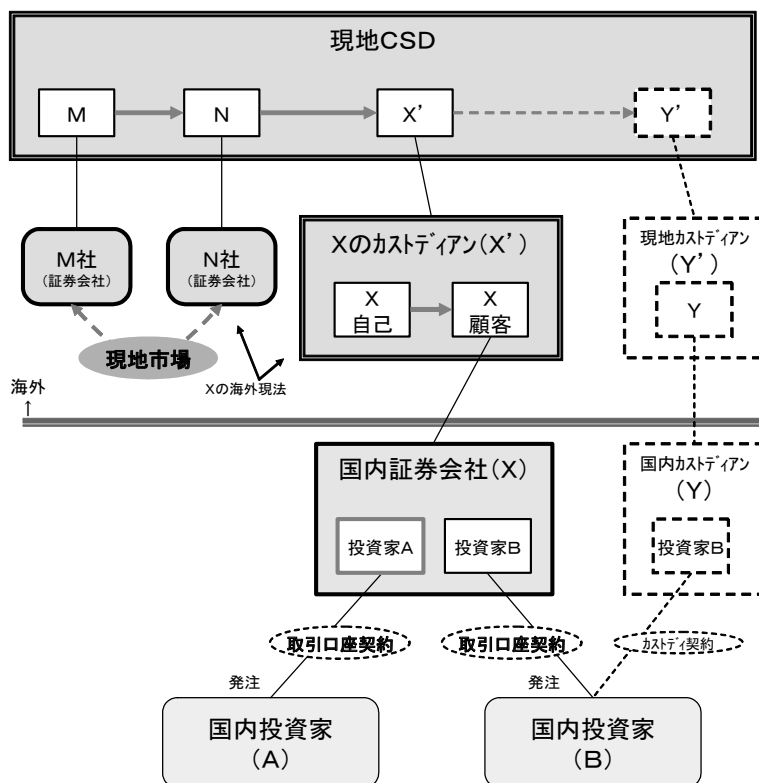 現地CSD
M
N
X’
Y’
M社
(証券会社)
N社
(証券会社)
Xのカストディアン(X’)
X
自己
X
顧客
現地カストディアン
(Y’)
Y
現地市場
Xの海外現法
海外
↑
国内証券会社(X)
投資家A
投資家B
国内カストディアン
(Y)
投資家B
取引口座契約
取引口座契約
カストディ契約
発注
発注
国内投資家
(A)
国内投資家
(B)